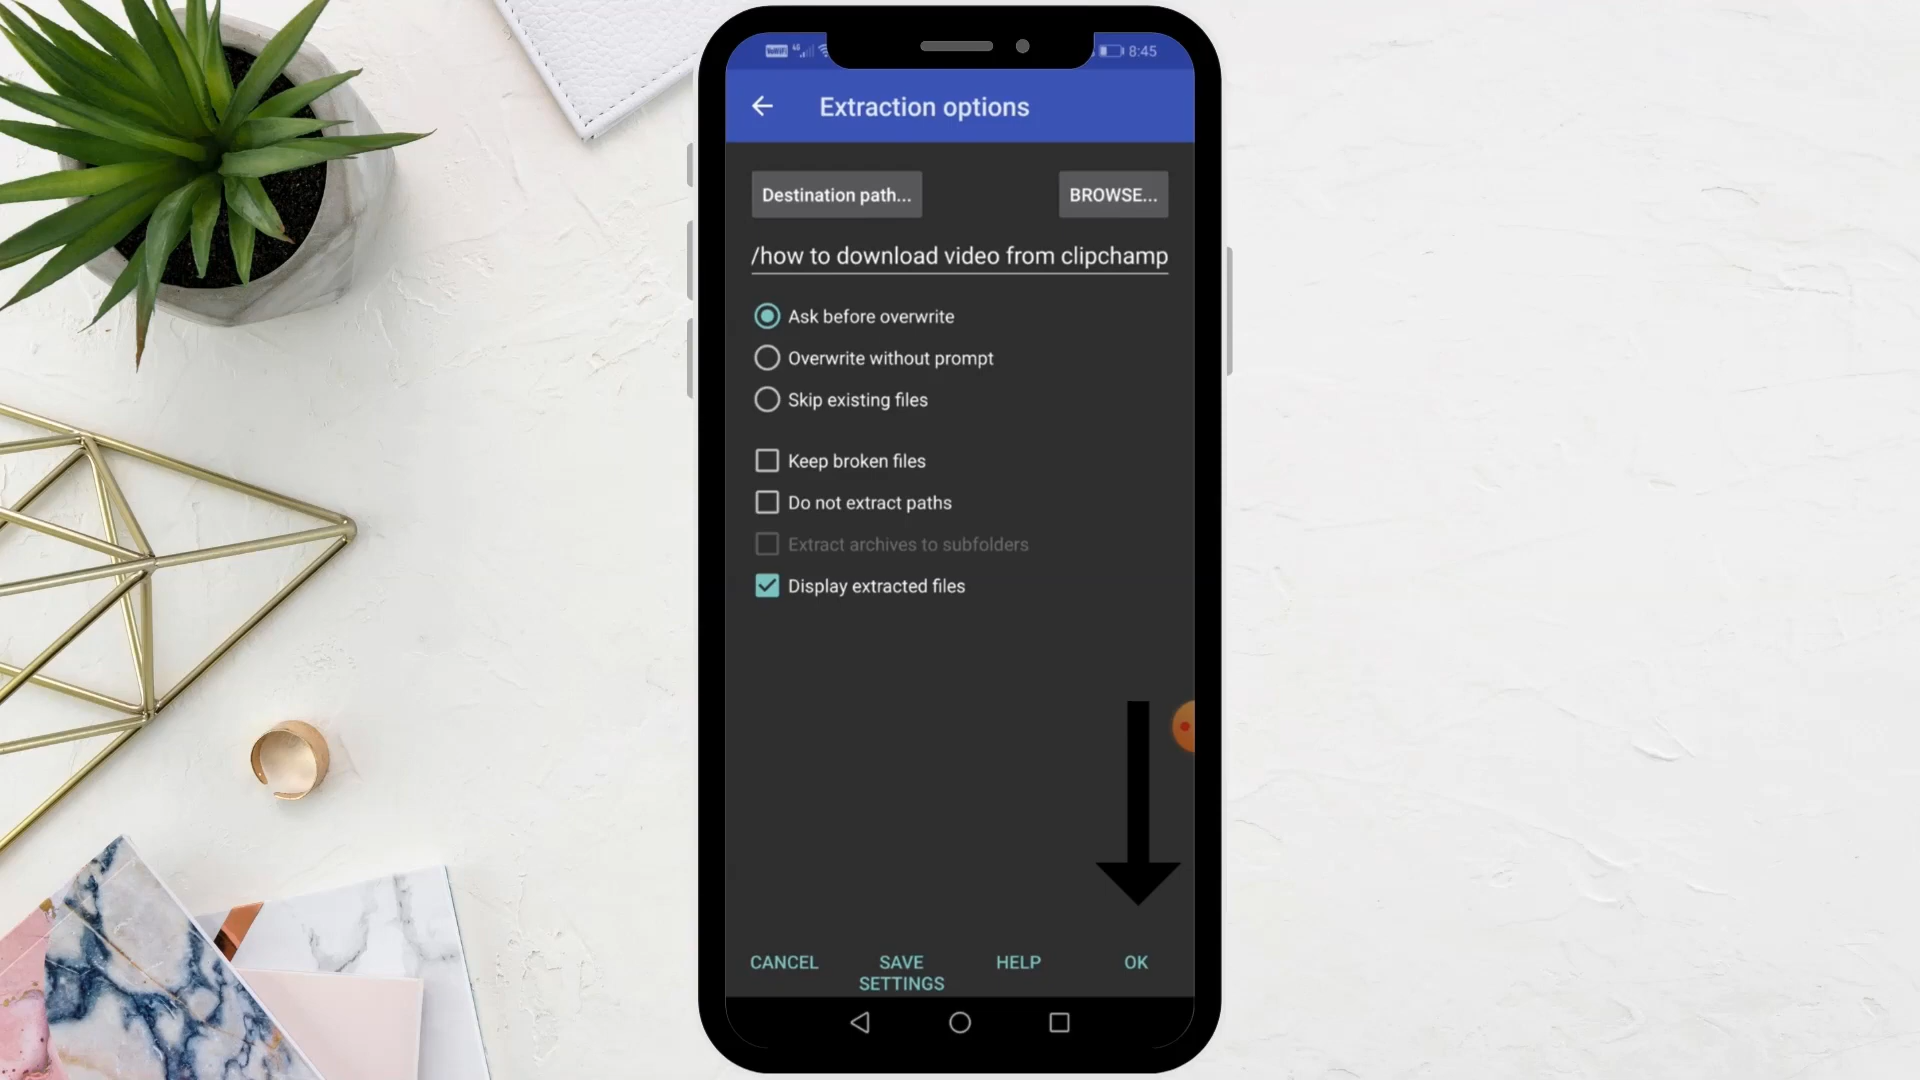 VoWiFi 4G 8:45
Extraction options
Destination path... BROWSE...
/how to download video from clipchamp
Ask before overwrite
Overwrite without prompt
Skip existing files
Keep broken files
Do not extract paths
Extract archives to subfolders
Display extracted files
CANCEL SAVE SETTINGS HELP OK